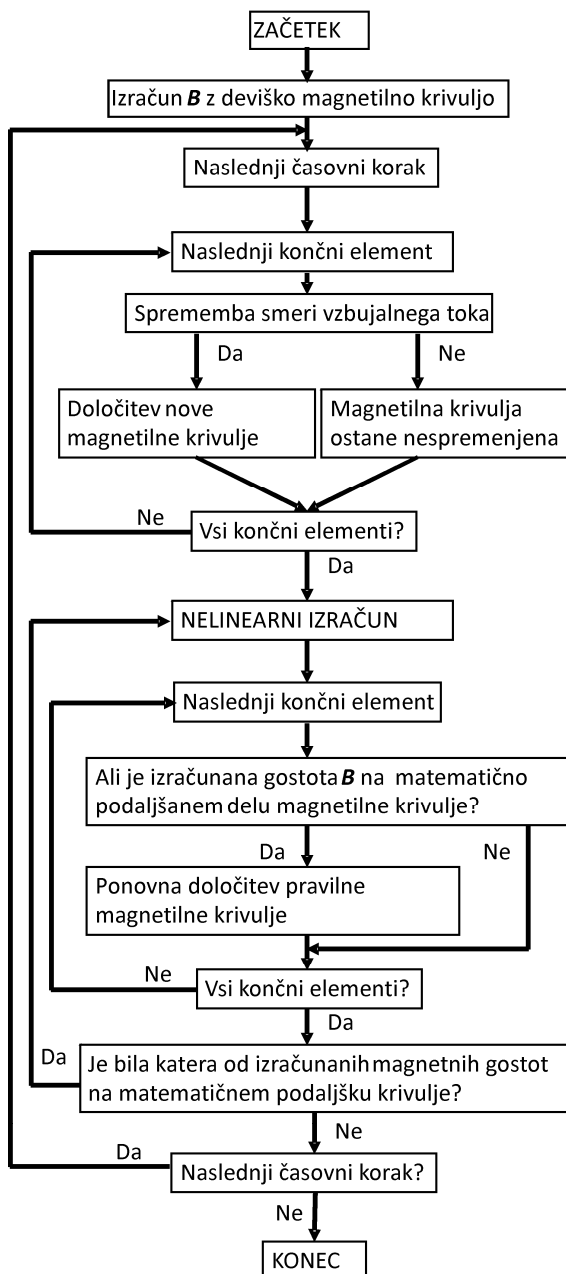 ZAČETEK
Izračun B z deviško magnetilno krivuljo
Naslednji časovni korak
Naslednji končni element
Sprememba smeri vzbujalnega toka
Da
Ne
Določitev nove
magnetilne krivulje
Magnetilna krivulja
ostane nespremenjena
Ne
Vsi končni elementi?
Da
NELINEARNI IZRAČUN
Naslednji končni element
Ali je izračunana gostota B na matematično
podaljšanem delu magnetilne krivulje?
Da
Ne
Ponovna določitev pravilne
magnetilne krivulje
Ne
Vsi končni elementi?
Da
Da
Je bila katera od izračunanih magnetnih gostot
na matematičnem podaljšku krivulje?
Ne
Da
Naslednji časovni korak?
Ne
KONEC